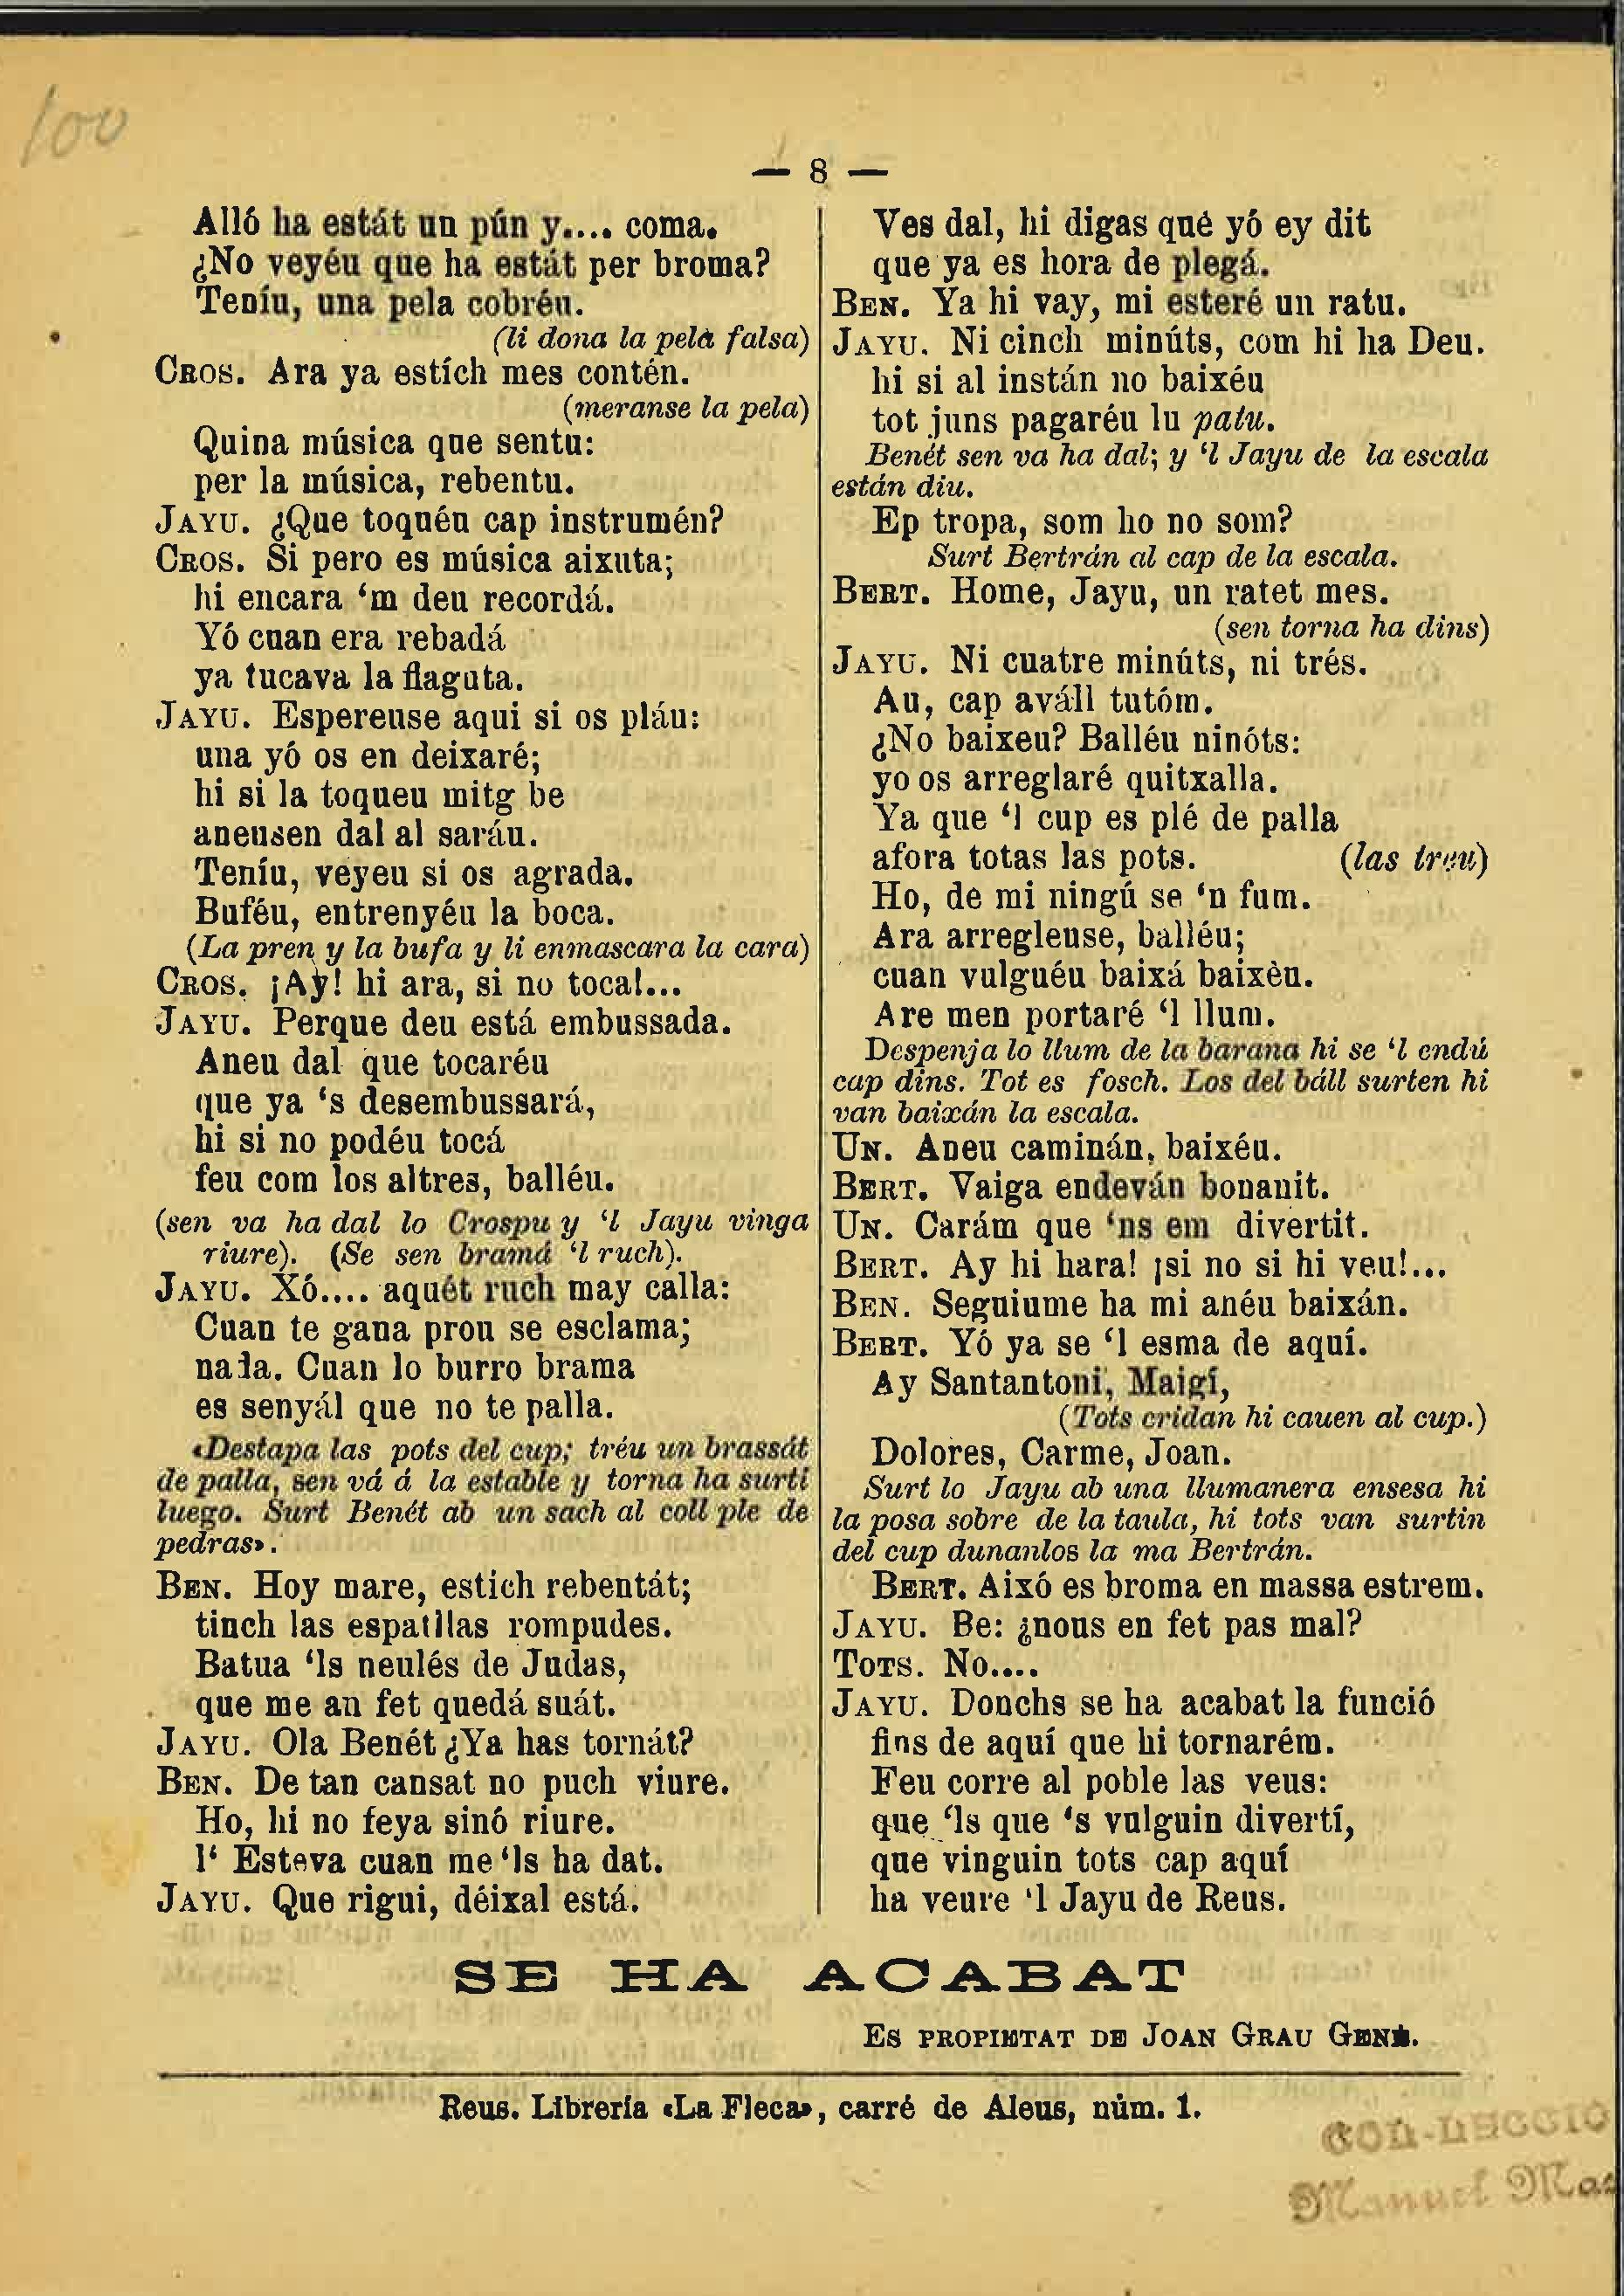 100
— 8 —
Alló ha estát un pún y.... coma.
¿No veyéu que ha estát per broma?
Teníu, una pela cobréu.
(li dona la pela falsa)
CROS. Ara ya estích mes contén.
(meranse la pela)
Quina música que sentu:
per la música, rebentu.
JAYU. ¿Que toquéu cap instrumén?
CROS. Si pero es música aixuta;
hi encara ‘m deu recordá.
Yó cuan era rebadá
ya tucava la flaguta.
JAYU. Espereuse aqui si os pláu:
una yó os en deixaré;
hi si la toqueu mitg be
aneusen dal al saráu.
Teníu, veyeu si os agrada.
Buféu, entrenyéu la boca.
(La pren y la bufa y li enmascara la cara)
CROS. ¡Ay! hi ara, si no toca!...
JAYU. Perque deu está embussada.
Aneu dal que tocaréu
que ya ‘s desembussará,
hi si no podéu tocá
feu com los altres, balléu.
(sen va ha dal lo Crospu y ‘l Jayu vinga
riure). (Se sen bramá ‘l ruch).
JAYU. Xó.... aquét ruch may calla:
Cuan te gana prou se esclama;
nada. Cuan lo burro brama
es senyál que no te palla.
«Destapa las pots del cup; tréu un brassát
de palla, sen vá á la estable y torna ha surtí
luego. Surt Benét ab un sach al coll ple de
pedras».
BEN. Hoy mare, estich rebentát;
tinch las espatllas rompudes.
Batua ‘ls neulés de Judas,
que me an fet quedá suát.
JAYU. Ola Benét ¿Ya has tornát?
BEN. De tan cansat no puch viure.
Ho, hi no feya sinó riure.
l‘ Esteva cuan me ‘ls ha dat.
JAYU. Que rigui, déixal está.
Ves dal, hi digas que yó ey dit
que ya es hora de plegá.
BEN. Ya hi vay, mi esteré un ratu.
JAYU. Ni cinch minúts, com hi ha Deu.
hi si al instán no baixéu
tot juns pagaréu lu patu.
Benét sen va ha dal; y ‘l Jayu de la escala
están diu.
Ep tropa, som ho no som?
Surt Bertrán al cap de la escala.
BERT. Home, Jayu, un ratet mes.
(sen torna ha dins)
JAYU. Ni cuatre minúts, ni trés.
Au, cap aváll tutóm.
¿No baixeu? Balléu ninóts:
yo os arreglaré quitxalla.
Ya que ‘l cup es plé de palla
afora totas las pots. (las treu)
Ho, de mi ningú se ‘n fum.
Ara arregleuse, balléu;
cuan vulguéu baixá baixèu.
Are men portaré ‘l llum.
Despenja lo llum de la barana hi se ‘l endú
cap dins. Tot es fosch. Los del báll surten hi
van baixán la escala.
UN. Aneu caminán, baixéu.
BERT. Vaiga endeván bonanit.
UN. Carám que ‘ns em divertit.
BERT. Ay hi hara! ¡si no si hi veu!...
BEN. Seguiume ha mi anéu baixán.
BERT. Yó ya se ‘l esma de aquí.
Ay Santantoni, Maigí,
(Tots cridan hi cauen al cup.)
Dolores, Carme, Joan.
Surt lo Jayu ab una llumanera ensesa hi
la posa sobre de la taula, hi tots van surtin
del cup dunanlos la ma Bertrán.
BERT. Aixó es broma en massa estrem.
JAYU. Be: ¿nous en fet pas mal?
TOTS. No....
JAYU. Donchs se ha acabat la funció
fins de aquí que hi tornarém.
Feu corre al poble las veus:
que ‘ls que ‘s vulguin divertí,
que vinguin tots cap aquí
ha veure ‘l Jayu de Reus.
SE HA ACABAT
ES PROPIETAT DE JOAN GRAU GENÉ.
Reus. Librería «La Fleca», carré de Aleus, núm. 1.
COL-LECCIÓ
Manuel Mas